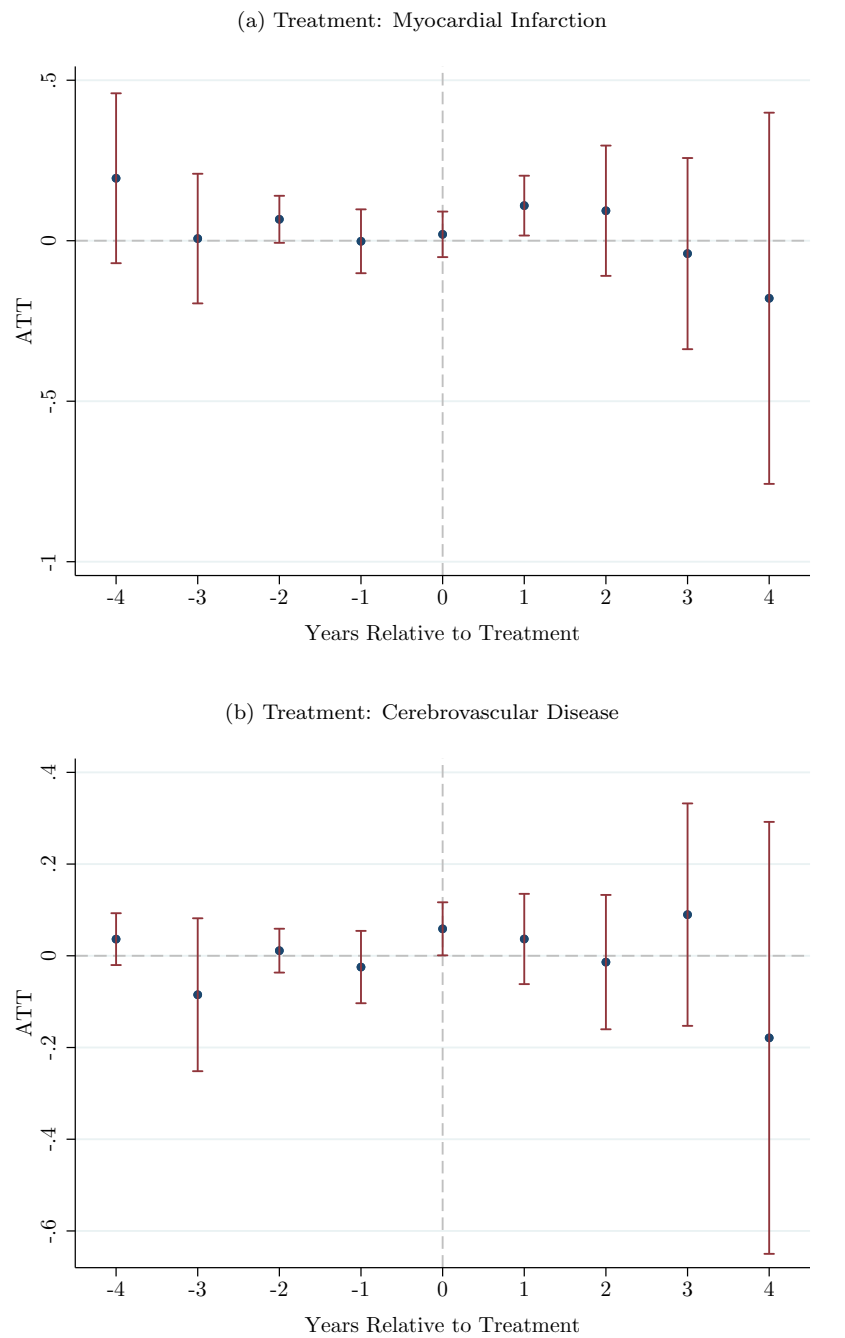 (a) Treatment: Myocardial Infarction
.5
0
-.5
-1
ATT
-4 -3 -2 -1 0 1 2 3 4
Years Relative to Treatment
(b) Treatment: Cerebrovascular Disease
.4
.2
0
-.2
-.4
-.6
ATT
-4 -3 -2 -1 0 1 2 3 4
Years Relative to Treatment